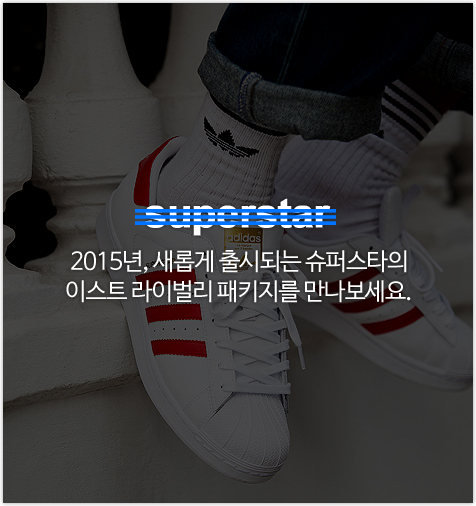 superstar
adidas
2015년, 새롭게 출시되는 슈퍼스타의
이스트 라이벌리 패키지를 만나보세요.